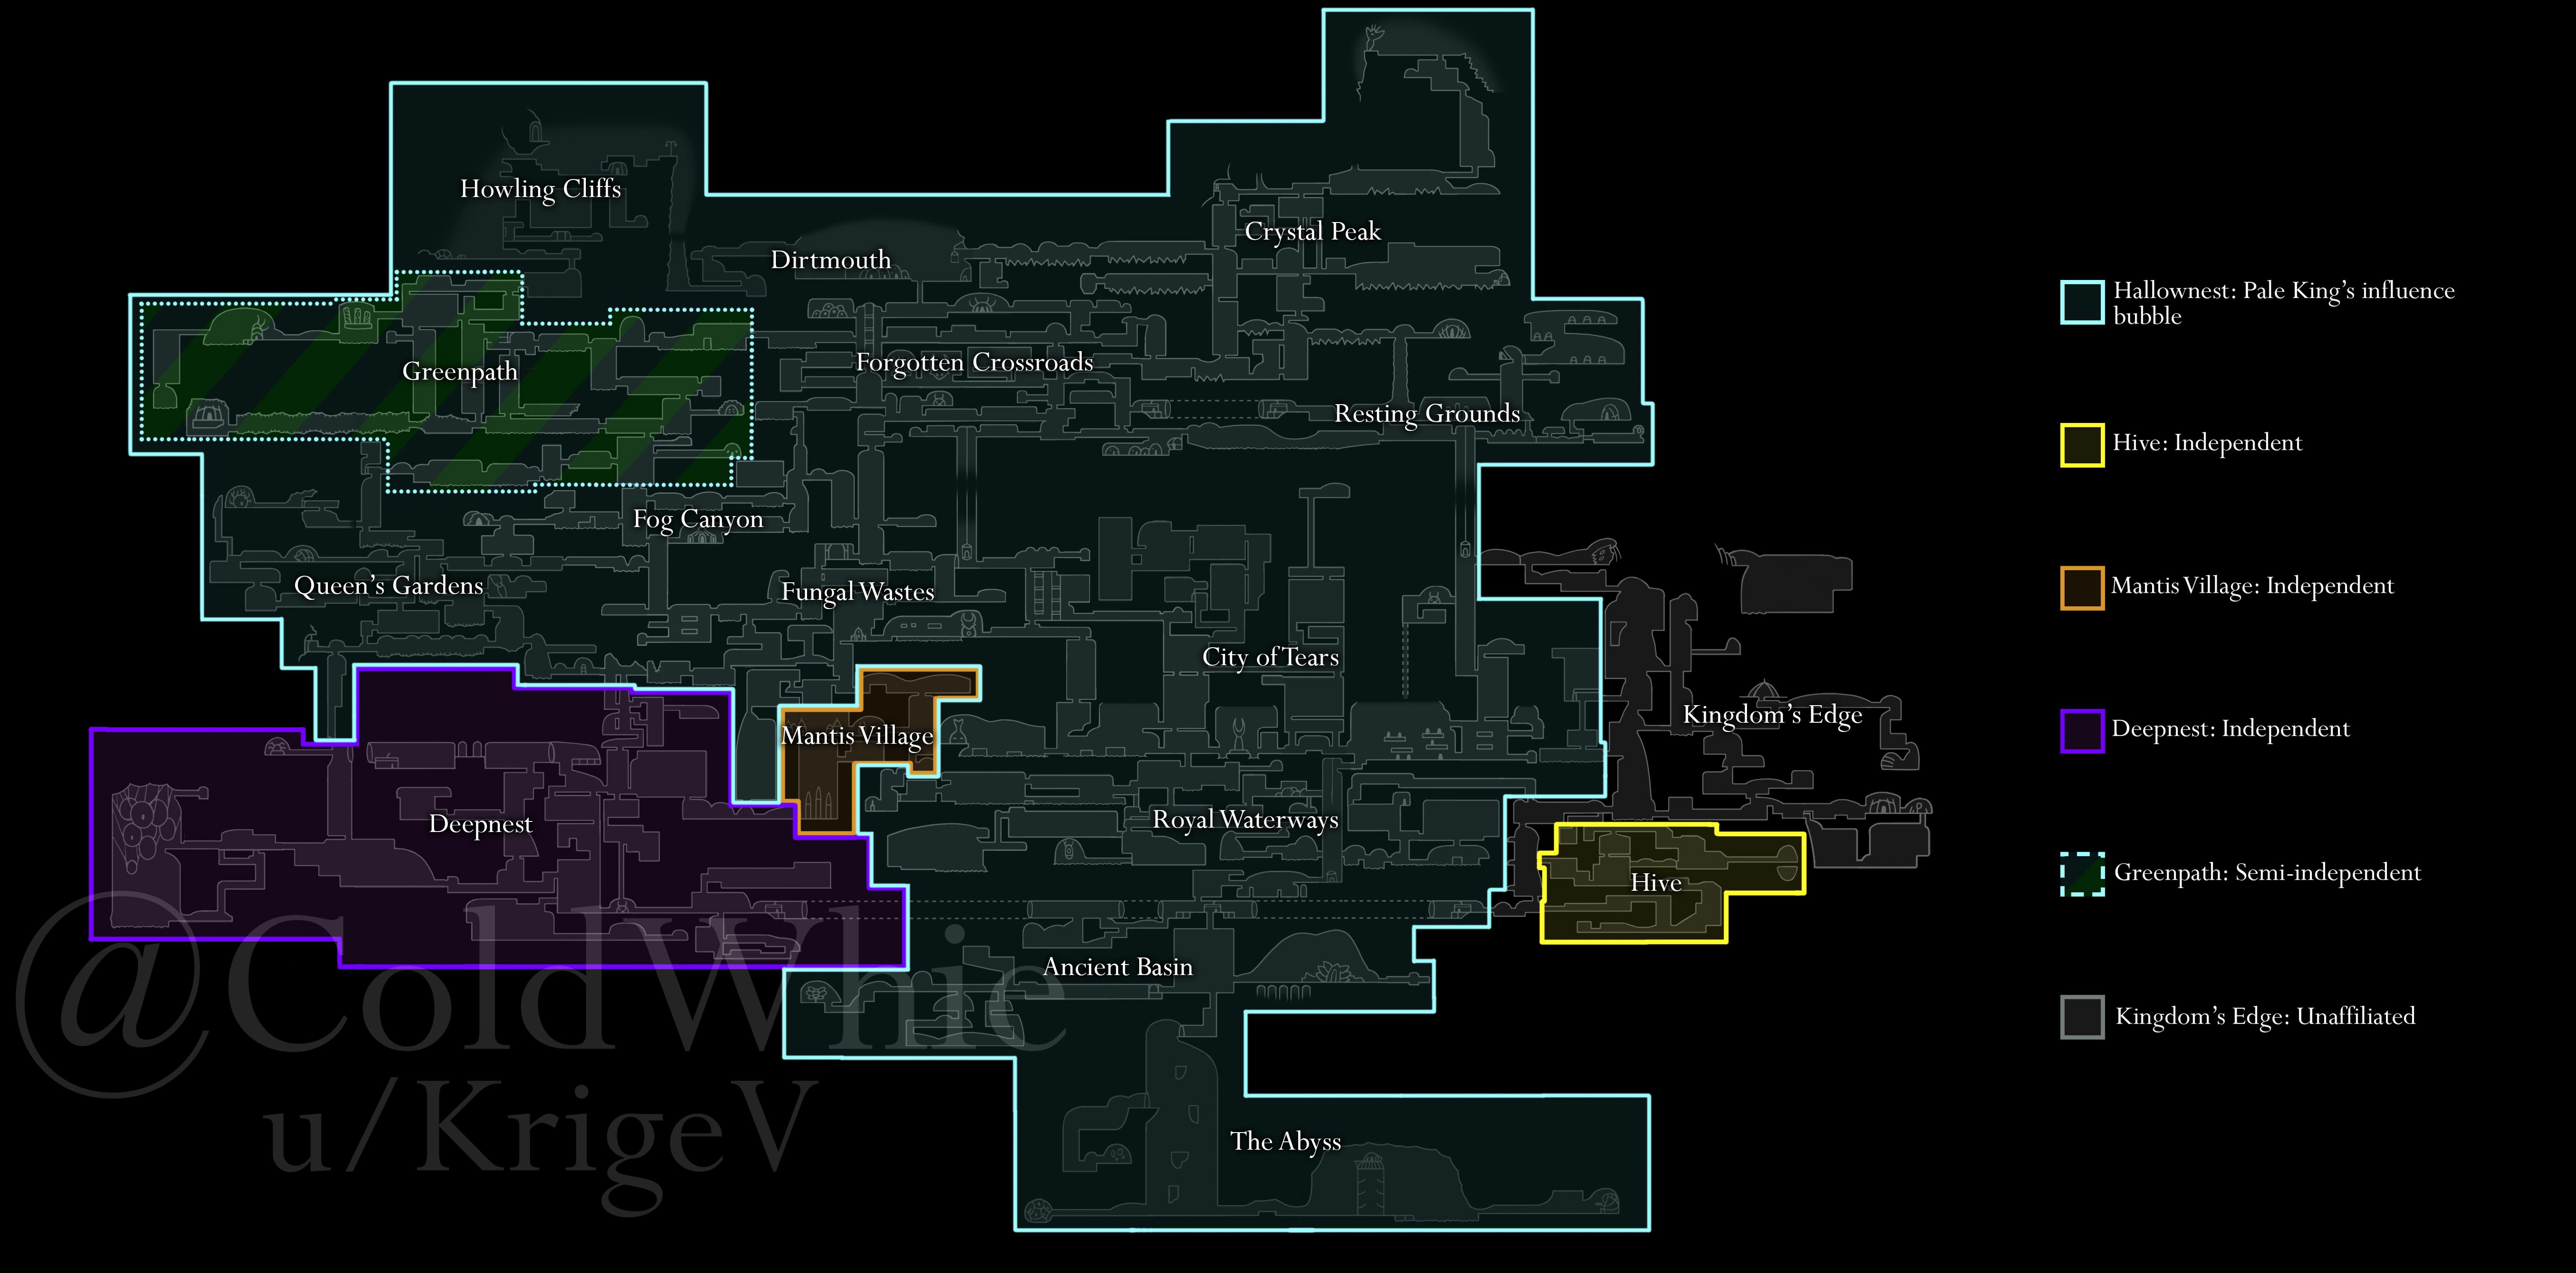 Howling Cliffs
Crystal Peak
Dirtmouth
Hallownest: Pale King's influence
bubble
Greenpath
Forgotten Crossroads
Resting Grounds
Hive: Independent
Fog Canyon
Queen's Gardens
Fungal Wastes
Mantis Village: Independent
City of Tears
Kingdom's Edge
Mantis Village
Deepnest: Independent
Deepnest
Royal Waterways
Hive
Greenpath: Semi-independent
Ancient Basin
@ColdWhie
Kingdom's Edge: Unaffiliated
The Abyss
u/KrigeV